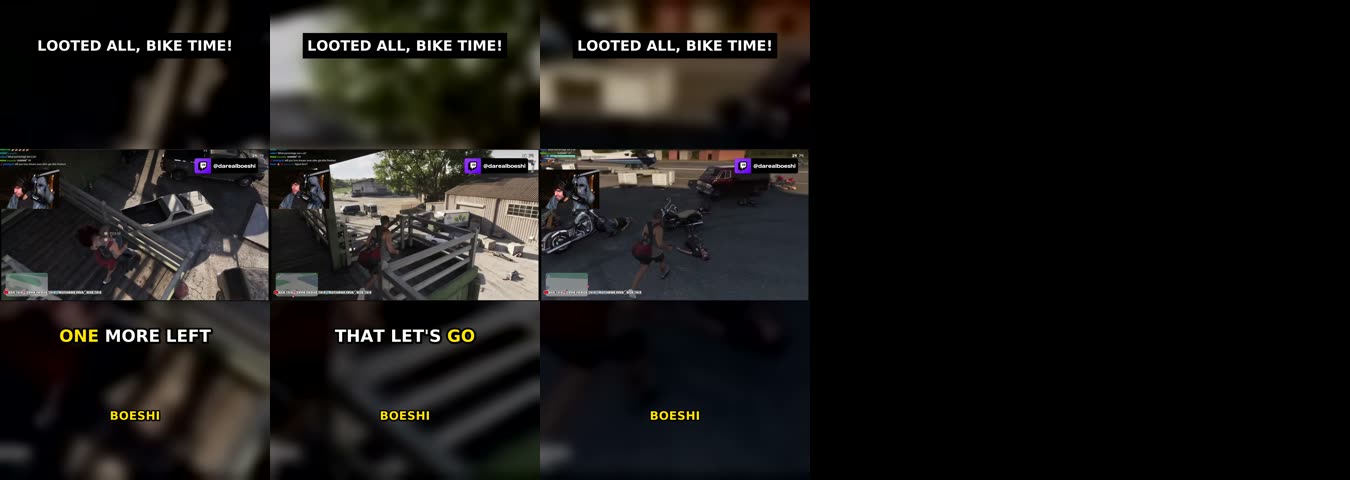 LOOTED ALL, BIKE TIME!
LOOTED ALL, BIKE TIME!
LOOTED ALL, BIKE TIME!
@darealboeshi
@darealboeshi
@darealboeshi
ONE MORE LEFT
THAT LET'S GO
BOESHI
BOESHI
BOESHI